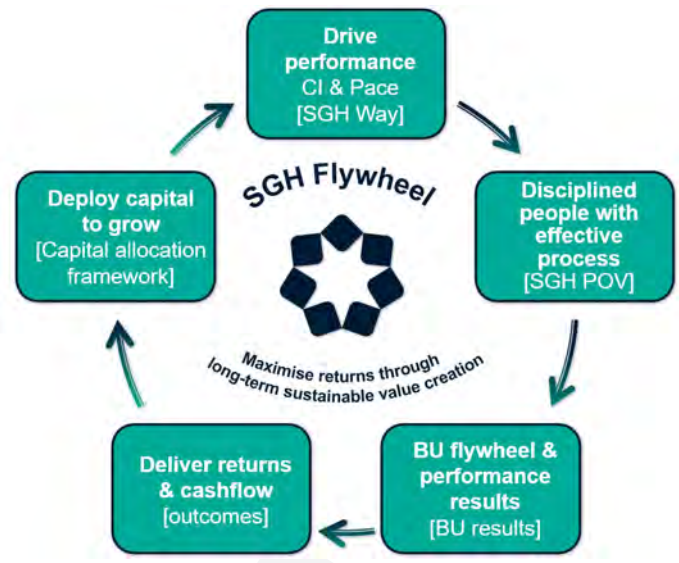 Drive
performance
CI & Pace
[SGH Way]
SGH Flywheel
Deploy capital
to grow
[Capital allocation
framework]
Disciplined
people with
effective
process
[SGH POV]
Maximise returns through
long-term sustainable value creation
Deliver returns
& cashflow
[outcomes]
BU flywheel &
performance
results
[BU results]